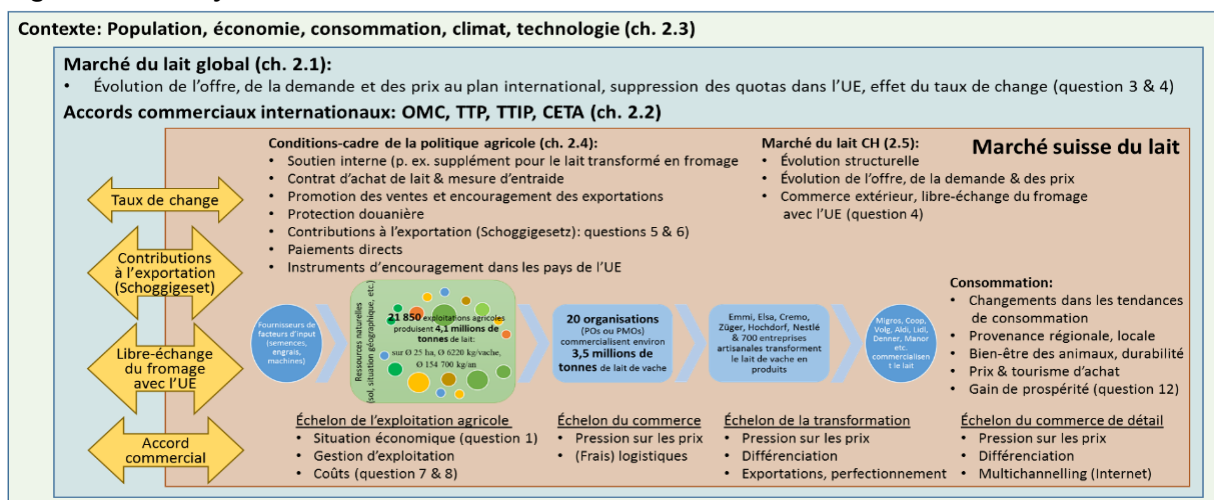 Contexte: Population, économie, consommation, climat, technologie (ch. 2.3)
Marché du lait global (ch. 2.1):
• Évolution de l'offre, de la demande et des prix au plan international, suppression des quotas dans l'UE, effet du taux de change (question 3 & 4)
Accords commerciaux internationaux: OMC, TTP, TTIP, CETA (ch. 2.2)
Marché suisse du lait
Conditions-cadre de la politique agricole (ch. 2.4):
• Soutien interne (p. ex. supplément pour le lait transformé en fromage
• Contrat d'achat de lait & mesure d'entraide
• Promotion des ventes et encouragement des exportations
• Protection douanière
• Contributions à l'exportation (Schoggigesetz): questions 5 & 6)
• Paiements directs
• Instruments d'encouragement dans les pays de l'UE
Marché du lait CH (2.5):
• Évolution structurelle
• Évolution de l'offre, de la demande & des prix
• Commerce extérieur, libre-échange du fromage
avec l'UE (question 4)
Taux de change
Contributions
à l'exportation
(Schoggigeset)
Libre-échange
du fromage
avec l'UE
Accord
commercial
Fournisseurs de
facteurs d'input
(semences,
engrais,
machines)
Ressources naturelles
(sol, situation géographique, etc.)
21 850 exploitations agricoles
produisent 4,1 millions de
tonnes de lait:
sur Ø 25 ha, Ø 6220 kg/vache,
Ø 154 700 kg/an
20 organisations
(POs ou PMOs)
commercialisent environ
3,5 millions de
tonnes de lait de vache
Emmi, Elsa, Cremo,
Züger, Hochdorf, Nestlé
& 700 entreprises
artisanales transforment
le lait de vache en
produits
Migros, Coop,
Volg, Aldi, Lidl,
Denner, Manor
etc.
commercialisen
t le lait
Consommation:
• Changements dans les tendances
de consommation
• Provenance régionale, locale
• Bien-être des animaux, durabilité
• Prix & tourisme d'achat
• Gain de prospérité (question 12)
Échelon de l'exploitation agricole
• Situation économique (question 1)
• Gestion d'exploitation
• Coûts (question 7 & 8)
Échelon du commerce
• Pression sur les prix
• (Frais) logistiques
Échelon de la transformation
• Pression sur les prix
• Différenciation
• Exportations, perfectionnement
Échelon du commerce de détail
• Pression sur les prix
• Différenciation
• Multichannelling (Internet)